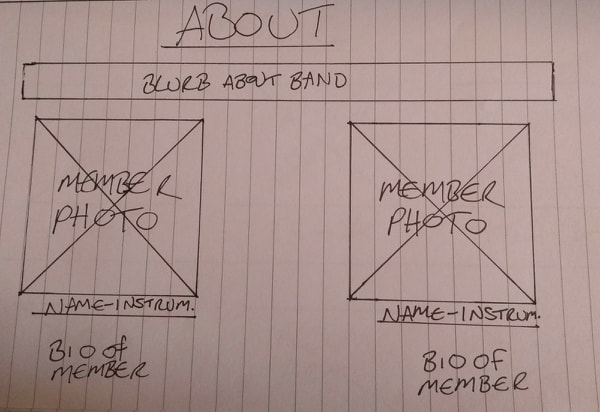 ABOUT
BLURB ABOUT BAND
MEMBER
PHOTO
NAME-INSTRUM.
BIO Of
MEMBER
MEMBER
PHOTO
NAME-INSTRUM.
BIO OF
MEMBER